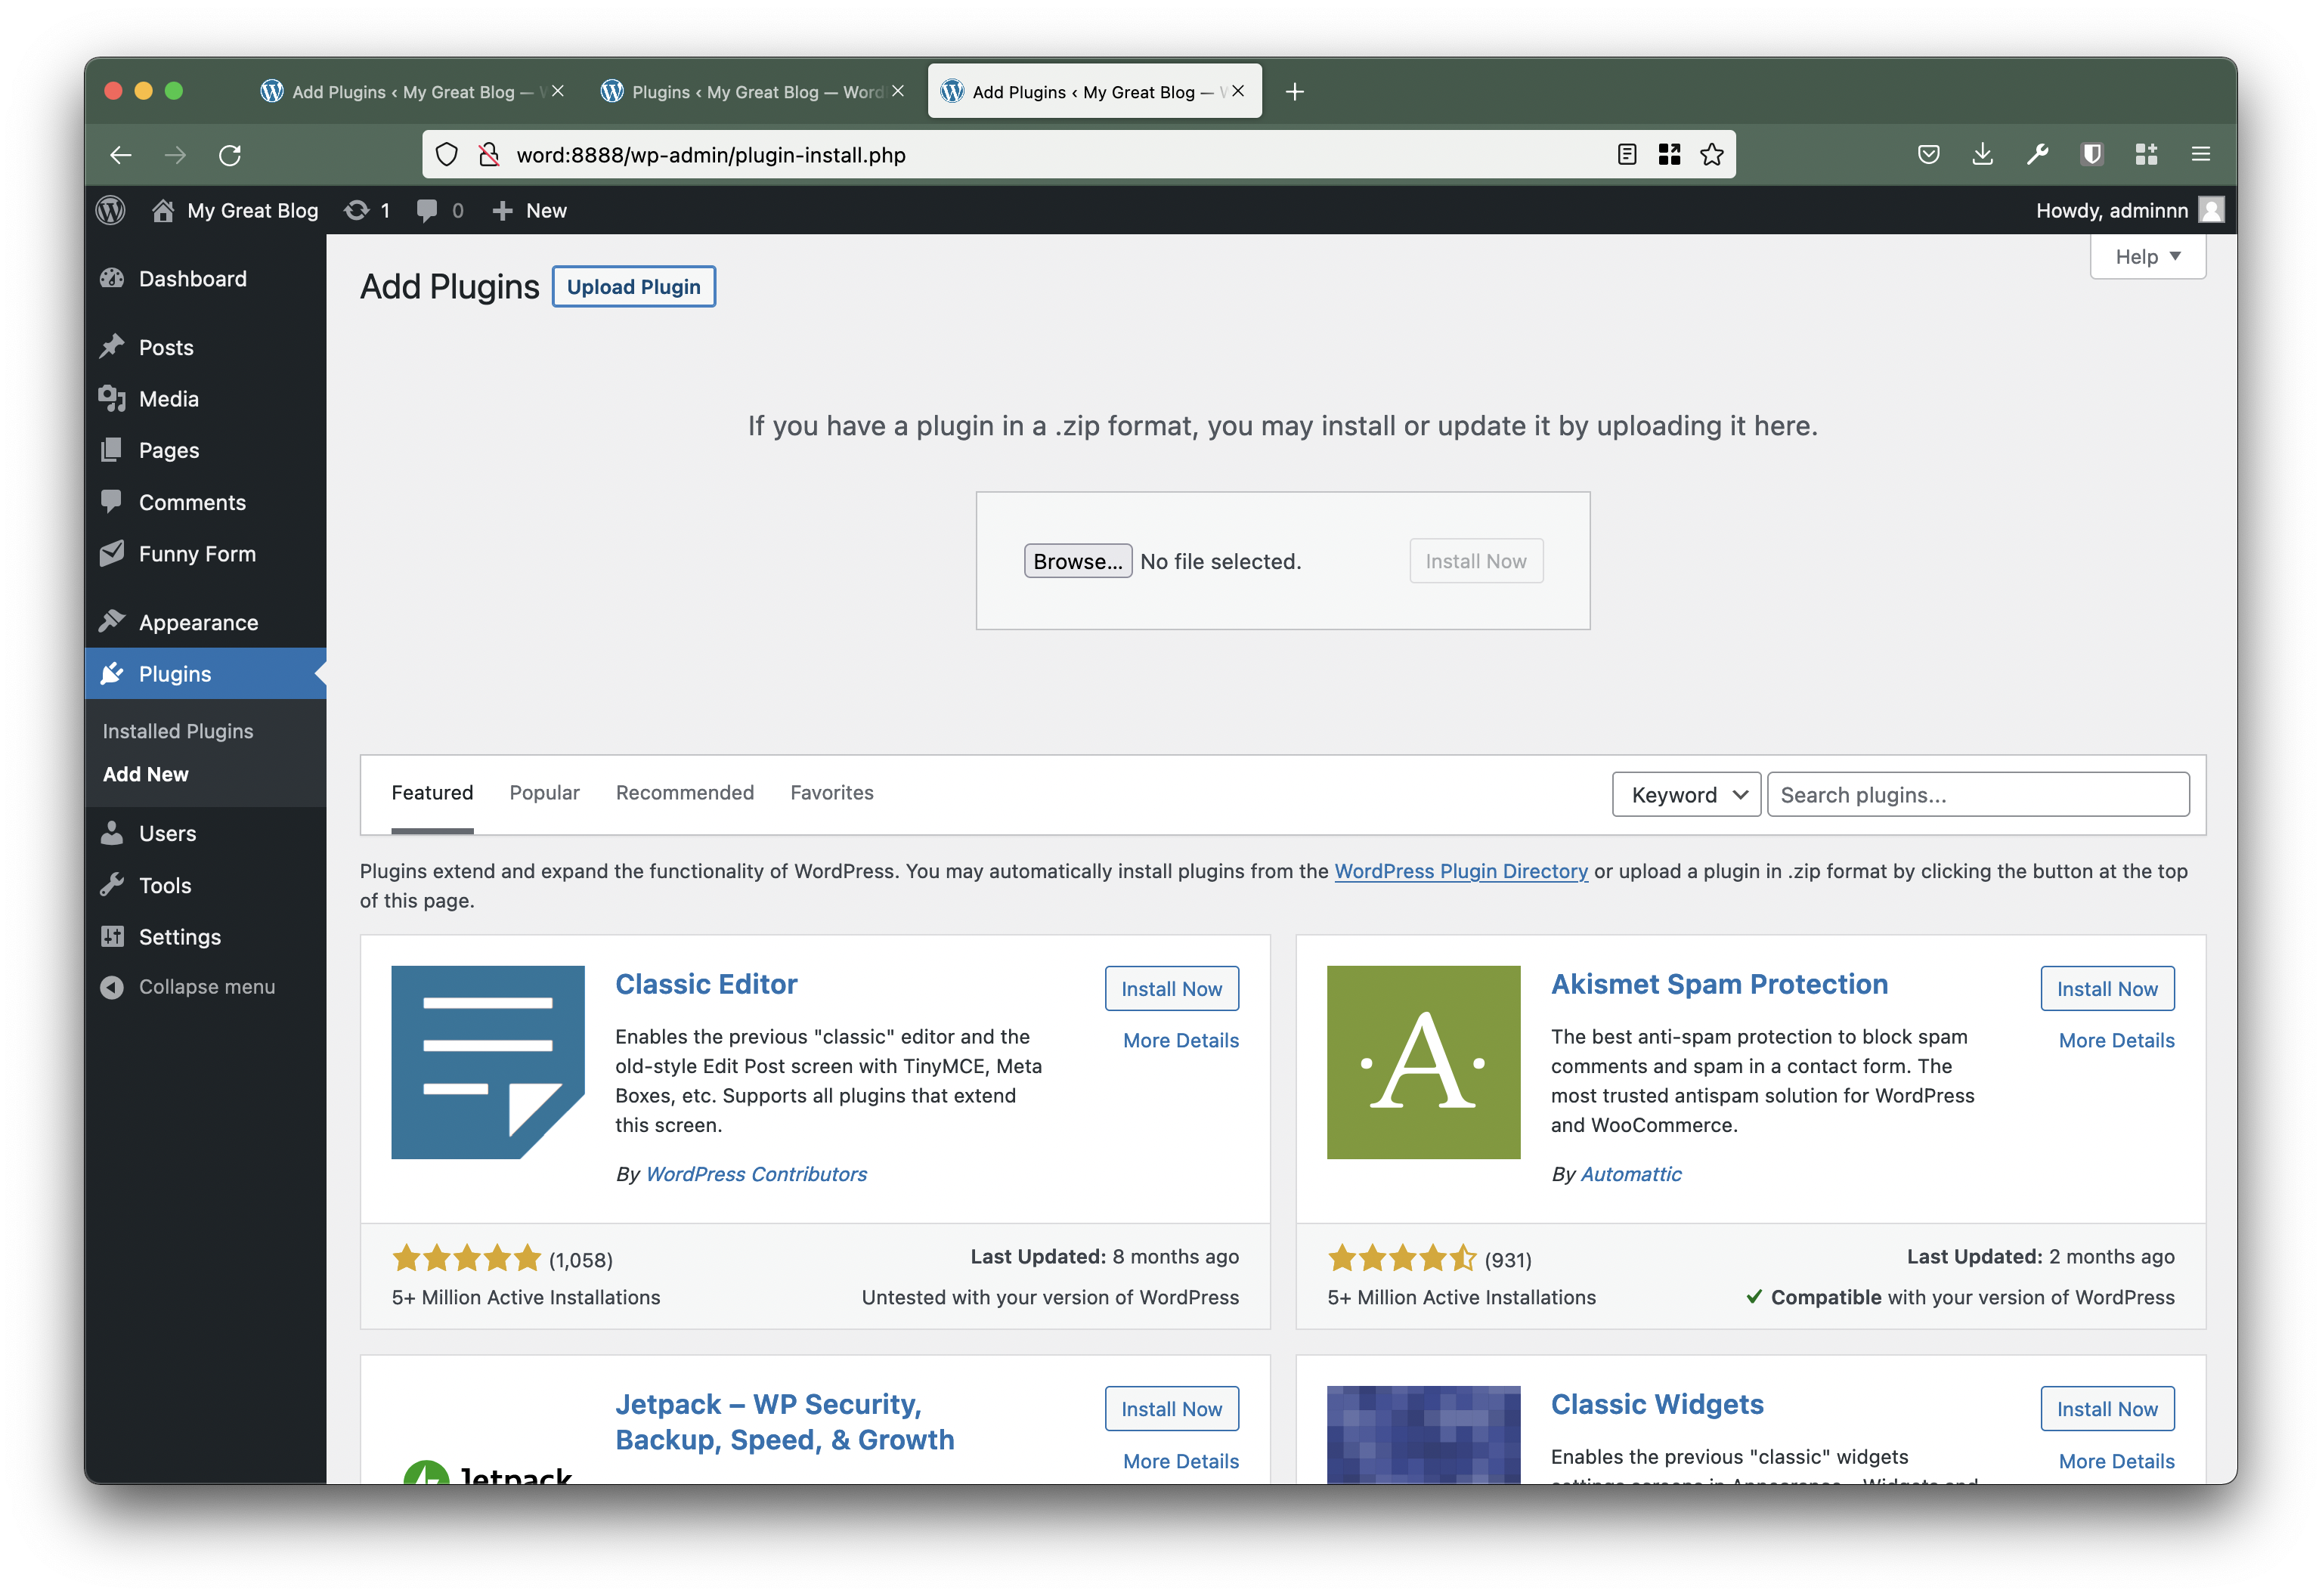 Add Plugins ‹ My Great Blog —
Plugins ‹ My Great Blog — Word
Add Plugins ‹ My Great Blog —
word:8888/wp-admin/plugin-install.php
My Great Blog 1 0 New
Howdy, adminnn
Dashboard
Posts
Media
Pages
Comments
Funny Form
Appearance
Plugins
Installed Plugins
Add New
Users
Tools
Settings
Collapse menu
Help
Add Plugins
Upload Plugin
If you have a plugin in a .zip format, you may install or update it by uploading it here.
Browse... No file selected.
Install Now
Featured Popular Recommended Favorites
Keyword
Search plugins...
Plugins extend and expand the functionality of WordPress. You may automatically install plugins from the WordPress Plugin Directory or upload a plugin in .zip format by clicking the button at the top
of this page.
Classic Editor
Install Now
More Details
Enables the previous "classic" editor and the
old-style Edit Post screen with TinyMCE, Meta
Boxes, etc. Supports all plugins that extend
this screen.
By WordPress Contributors
(1,058)
Last Updated: 8 months ago
5+ Million Active Installations
Untested with your version of WordPress
A
Akismet Spam Protection
Install Now
More Details
The best anti-spam protection to block spam
comments and spam in a contact form. The
most trusted antispam solution for WordPress
and WooCommerce.
By Automattic
(931)
Last Updated: 2 months ago
5+ Million Active Installations
Compatible with your version of WordPress
Jetpack
Jetpack – WP Security,
Backup, Speed, & Growth
Install Now
More Details
Classic Widgets
Install Now
More Details
Enables the previous "classic" widgets
settings screens in Appearance - Widgets and